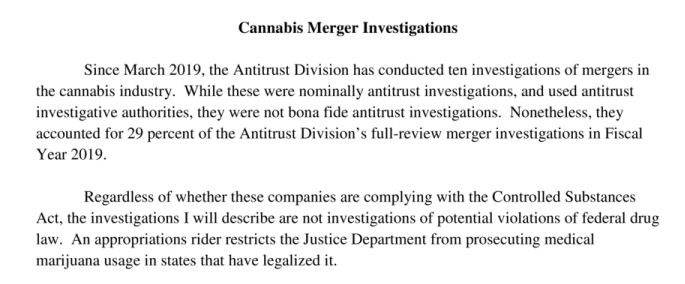 Cannabis Merger Investigations
Since March 2019, the Antitrust Division has conducted ten investigations of mergers in
the cannabis industry.  While these were nominally antitrust investigations, and used antitrust
investigative authorities, they were not bona fide antitrust investigations.  Nonetheless, they
accounted for 29 percent of the Antitrust Division’s full-review merger investigations in Fiscal
Year 2019.
Regardless of whether these companies are complying with the Controlled Substances
Act, the investigations I will describe are not investigations of potential violations of federal drug
law.  An appropriations rider restricts the Justice Department from prosecuting medical
marijuana usage in states that have legalized it.